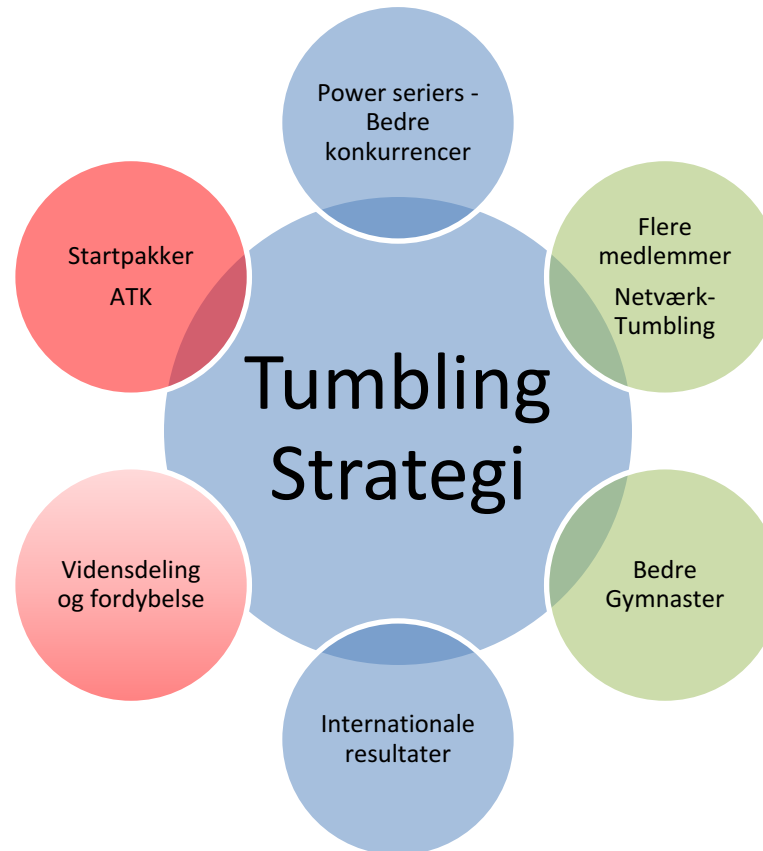 Power seriers -
Bedre
konkurrencer
Flere
medlemmer
Netværk-
Tumbling
Startpakker
ATK
Tumbling
Strategi
Vidensdeling
og fordybelse
Bedre
Gymnaster
Internationale
resultater